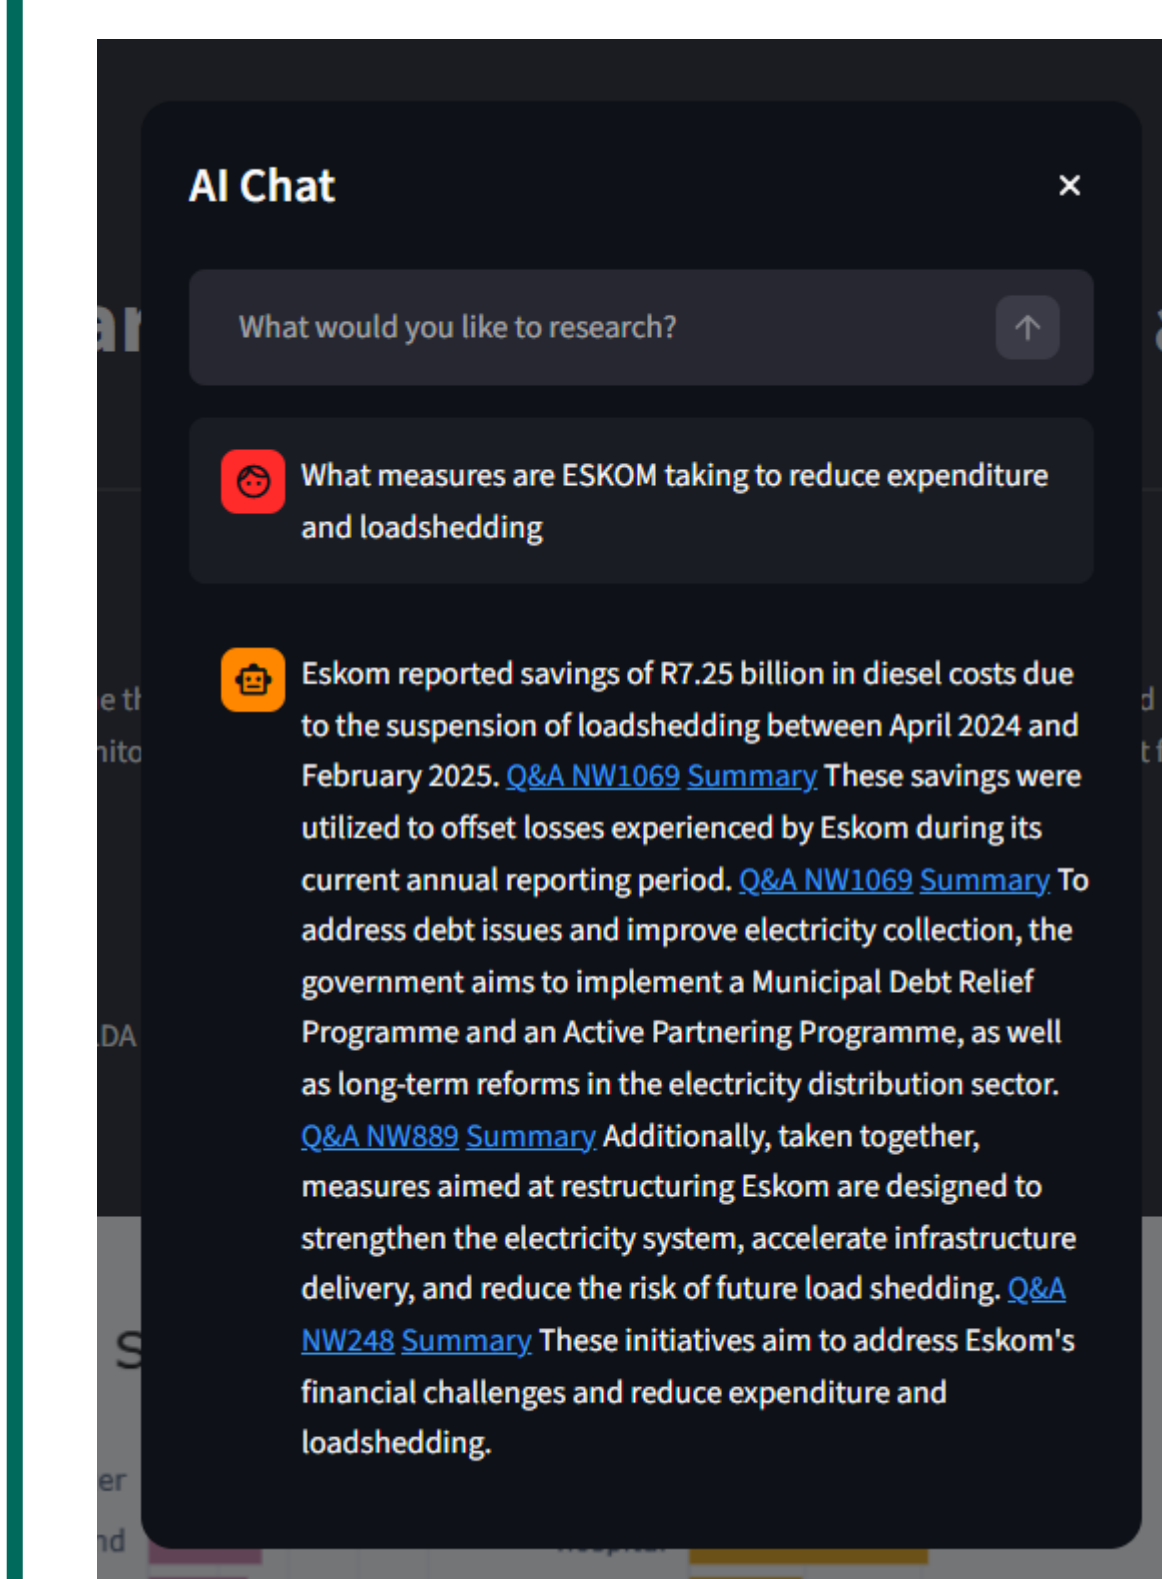 AI Chat
What would you like to research?
What measures are ESKOM taking to reduce expenditure
and loadshedding
Eskom reported savings of R7.25 billion in diesel costs due
to the suspension of loadshedding between April 2024 and
February 2025. Q&A NW1069 Summary These savings were
utilized to offset losses experienced by Eskom during its
current annual reporting period. Q&A NW1069 Summary To
address debt issues and improve electricity collection, the
government aims to implement a Municipal Debt Relief
Programme and an Active Partnering Programme, as well
as long-term reforms in the electricity distribution sector.
Q&A NW889 Summary Additionally, taken together,
measures aimed at restructuring Eskom are designed to
strengthen the electricity system, accelerate infrastructure
delivery, and reduce the risk of future load shedding. Q&A
NW248 Summary These initiatives aim to address Eskom's
financial challenges and reduce expenditure and
loadshedding.